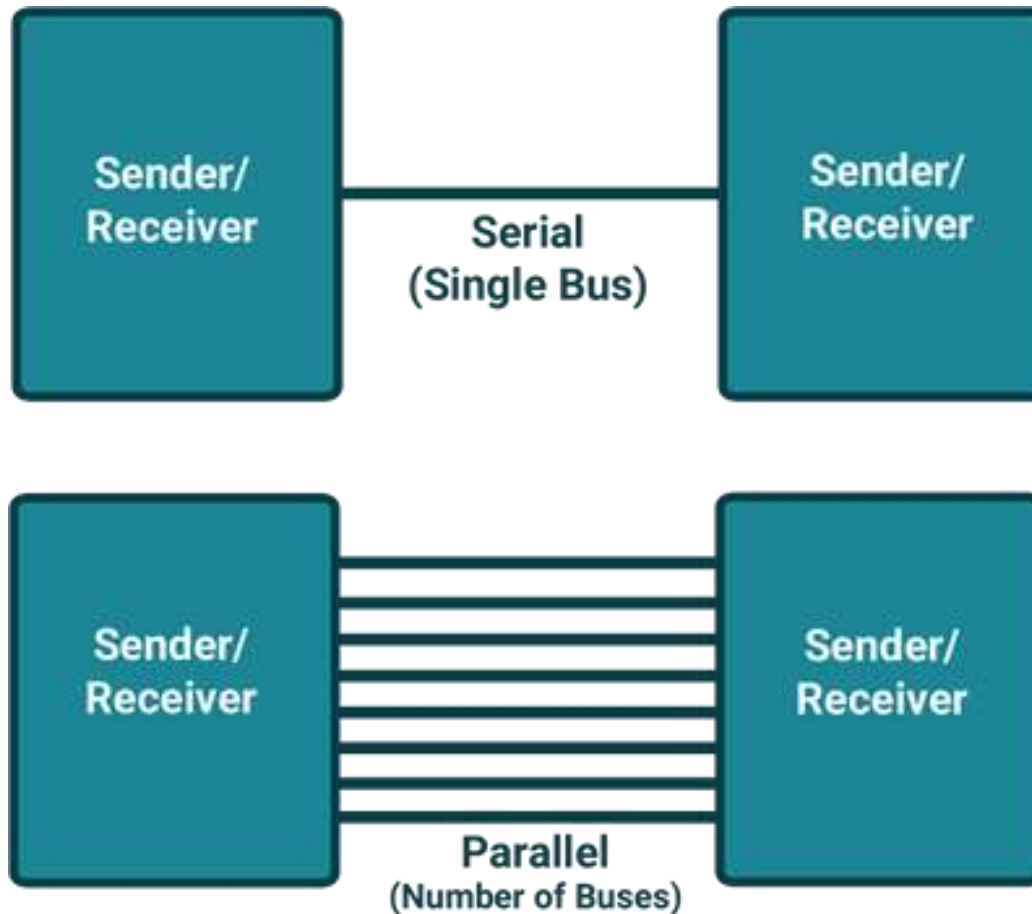 Sender/
Receiver
Serial
(Single Bus)
Sender/
Receiver
Sender/
Receiver
Parallel
(Number of Buses)
Sender/
Receiver